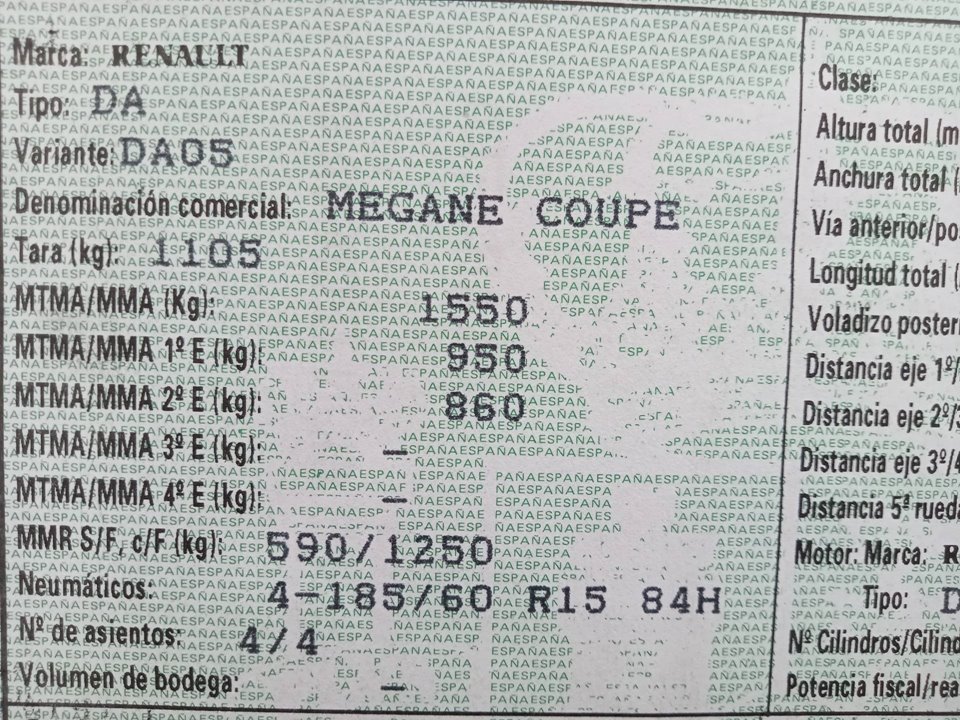 Marca: RENAULT
Tipo: DA
Variante: DA05
Denominación comercial: MEGANE COUPE
Tara (kg): 1105
MTMA/MMA (Kg): 1550
MTMA/MMA 1º E (kg): 950
MTMA/MMA 2º E (kg): 860
MTMA/MMA 3º E (kg): –
MTMA/MMA 4º E (kg): –
MMR S/F, c/F (kg): 590/1250
Neumáticos: 4-185/60 R15 84H
Nº de asientos: 4/4
Volumen de bodega: –
Clase:
Altura total (m
Anchura total (
Vía anterior/po
Longitud total (
Voladizo poster
Distancia eje 1º/
Distancia eje 2º/3
Distancia eje 3º/4
Distancia 5ª rueda
Motor: Marca: R
Tipo: D
Nº Cilindros/Cilind
Potencia fiscal/rea